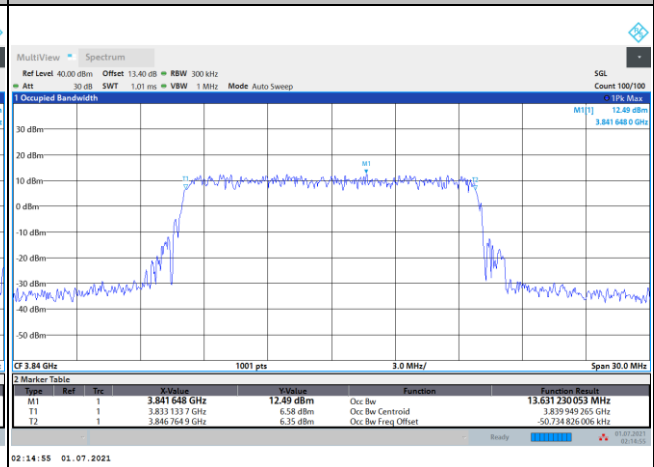 MultiView Spectrum
Ref Level 40.00 dBm Offset 13.40 dB RBW 300 kHz SGL
Att 30 dB SWT 1.01 ms VBW 1 MHz Mode Auto Sweep Count 100/100
1 Occupied Bandwidth 1Pk Max
M1[1] 12.49 dBm
3.841 648 0 GHz
30 dBm
20 dBm
M1
10 dBm T1 T2
0 dBm
-10 dBm
-20 dBm
-30 dBm
-40 dBm
-50 dBm
CF 3.84 GHz 1001 pts 3.0 MHz/ Span 30.0 MHz
2 Marker Table
Type Ref Trc X-Value Y-Value Function Function Result
M1 1 3.841 648 GHz 12.49 dBm Occ Bw 13.631 230 053 MHz
T1 1 3.833 133 7 GHz 6.58 dBm Occ Bw Centroid 3.839 949 265 GHz
T2 1 3.846 764 9 GHz 6.35 dBm Occ Bw Freq Offset -50.734 826 006 kHz
Ready 01.07.2021
02:14:55
02:14:55 01.07.2021